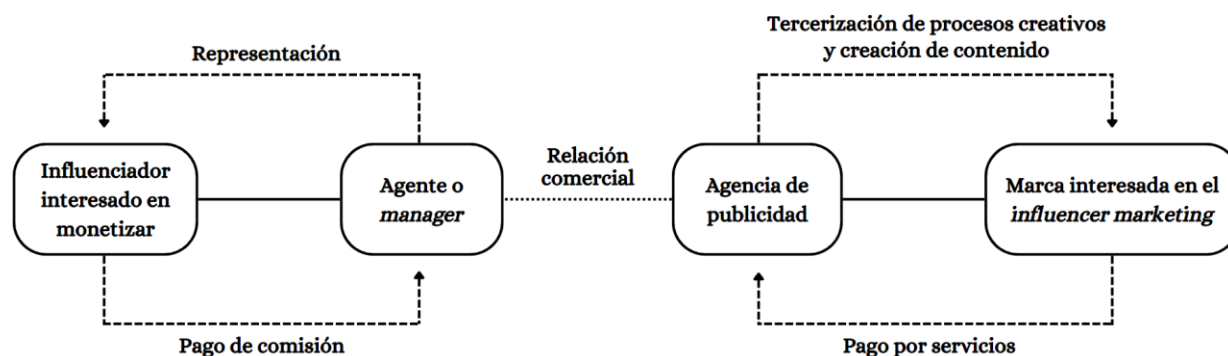 Representación
Tercerización de procesos creativos
y creación de contenido
Influenciador
interesado en
monetizar
Agente o
manager
Relación
comercial
Agencia de
publicidad
Marca interesada en el
influencer marketing
Pago de comisión
Pago por servicios